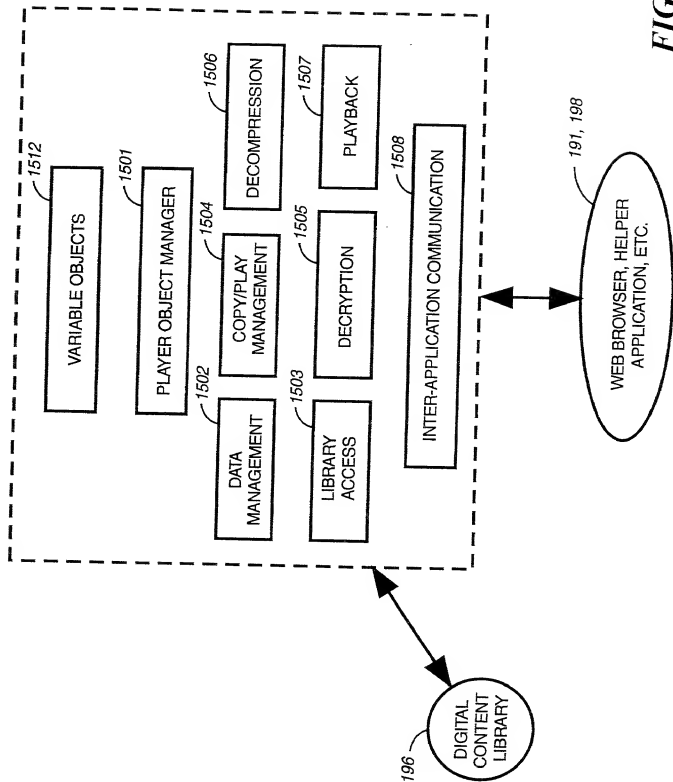 1512
VARIABLE OBJECTS
1501
PLAYER OBJECT MANAGER
1502
DATA
MANAGEMENT
1504
COPY/PLAY
MANAGEMENT
1506
DECOMPRESSION
1503
LIBRARY
ACCESS
1505
DECRYPTION
1507
PLAYBACK
1508
INTER-APPLICATION COMMUNICATION
196
DIGITAL
CONTENT
LIBRARY
191, 198
WEB BROWSER, HELPER
APPLICATION, ETC.
FIG